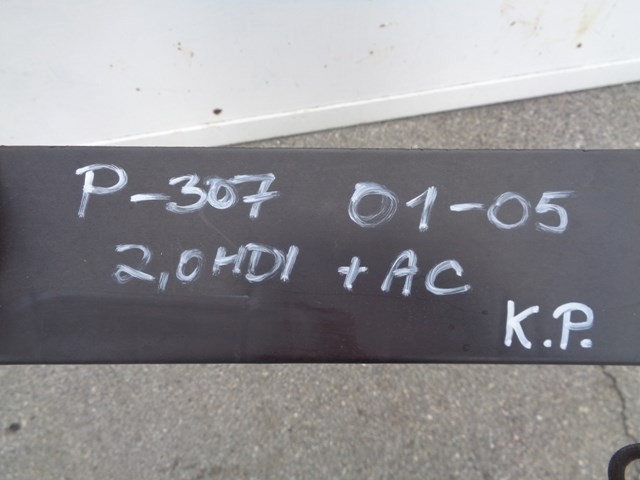 P-307 01-05
2,0HDI +AC
K.P.